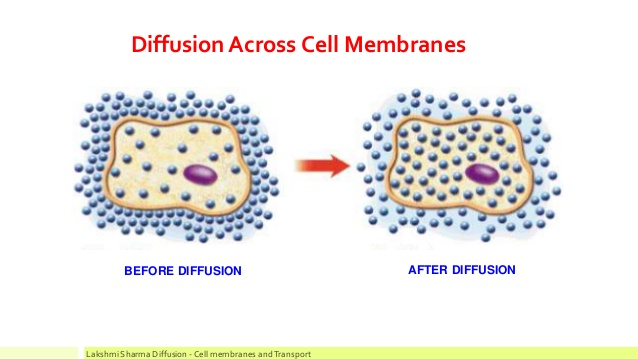 Diffusion Across Cell Membranes
BEFORE DIFFUSION
AFTER DIFFUSION
Lakshmi Sharma Diffusion - Cell membranes and Transport